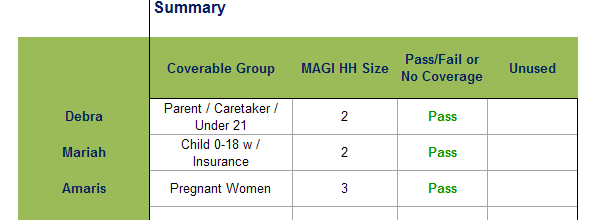 Summary
Coverable Group MAGI HH Size Pass/Fail or No Coverage Unused
Debra Parent / Caretaker / Under 21 2 Pass
Mariah Child 0-18 w / Insurance 2 Pass
Amaris Pregnant Women 3 Pass